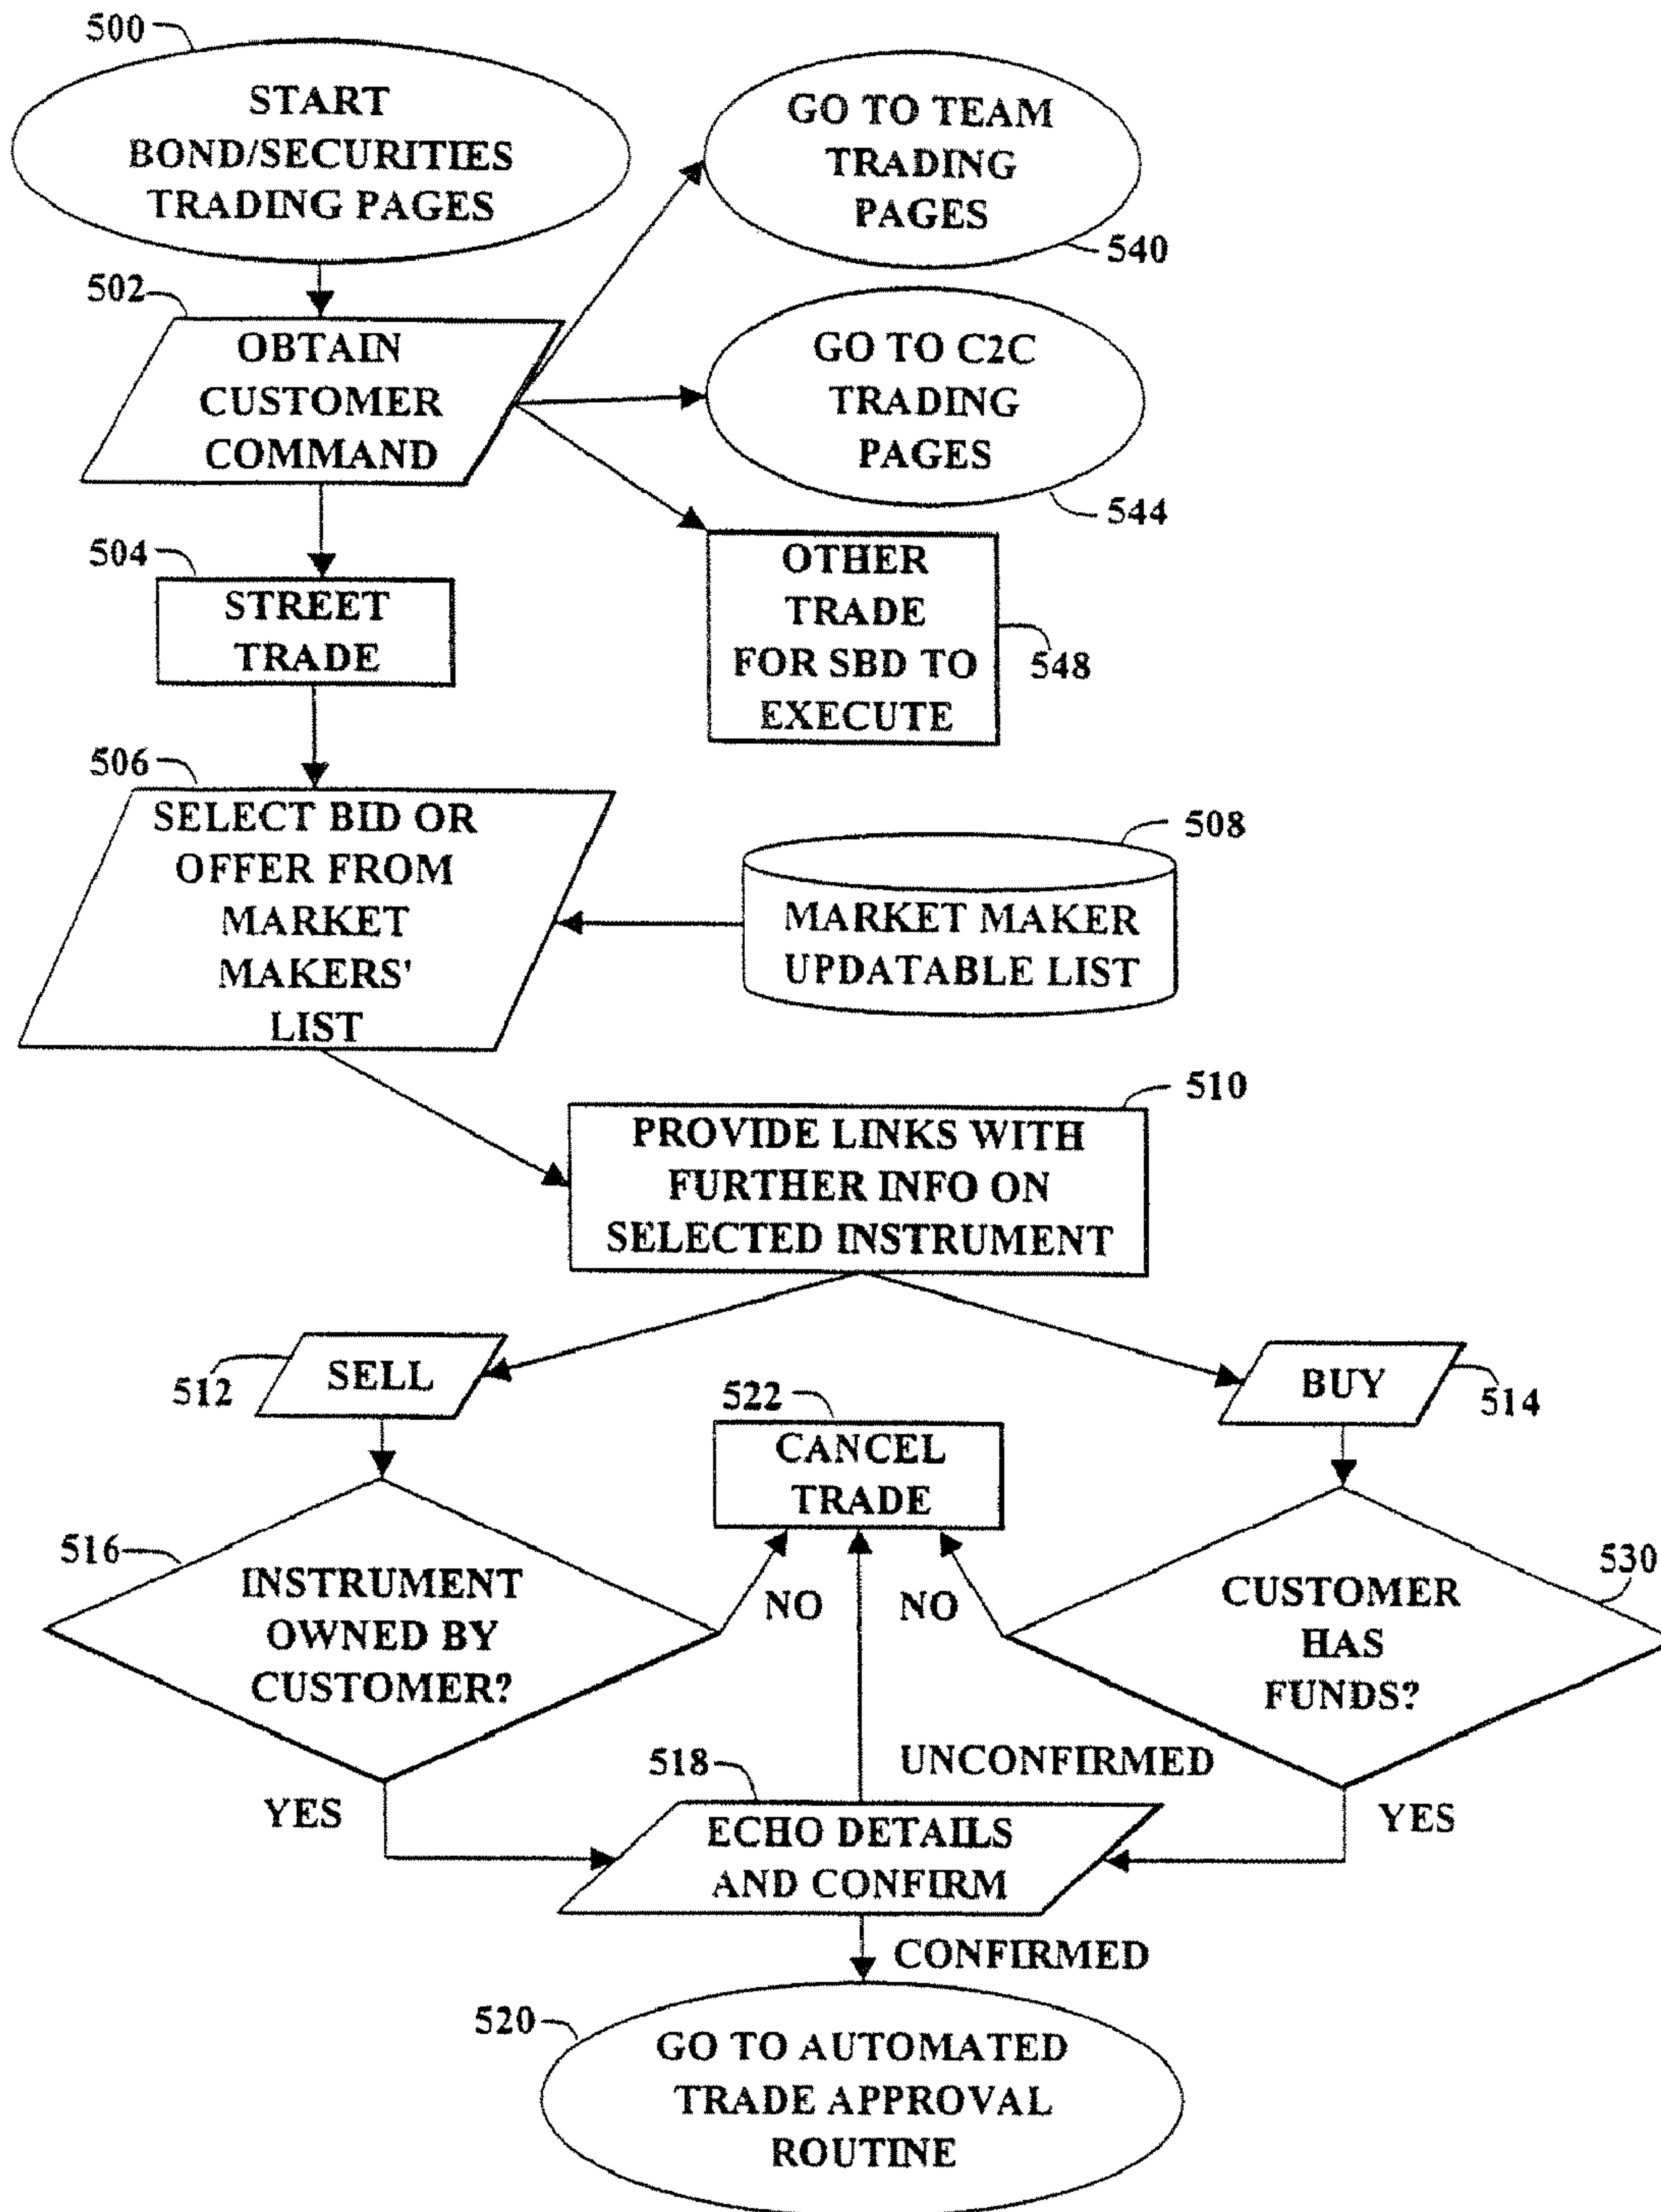 500
START
BOND/SECURITIES
TRADING PAGES
GO TO TEAM
TRADING
PAGES
540
502
OBTAIN
CUSTOMER
COMMAND
GO TO C2C
TRADING
PAGES
544
504
STREET
TRADE
OTHER
TRADE
FOR SBD TO
EXECUTE
548
506
SELECT BID OR
OFFER FROM
MARKET
MAKERS'
LIST
508
MARKET MAKER
UPDATABLE LIST
510
PROVIDE LINKS WITH
FURTHER INFO ON
SELECTED INSTRUMENT
512
SELL
BUY
514
522
CANCEL
TRADE
516
INSTRUMENT
OWNED BY
CUSTOMER?
NO
NO
530
CUSTOMER
HAS
FUNDS?
YES
518
UNCONFIRMED
YES
ECHO DETAILS
AND CONFIRM
CONFIRMED
520
GO TO AUTOMATED
TRADE APPROVAL
ROUTINE